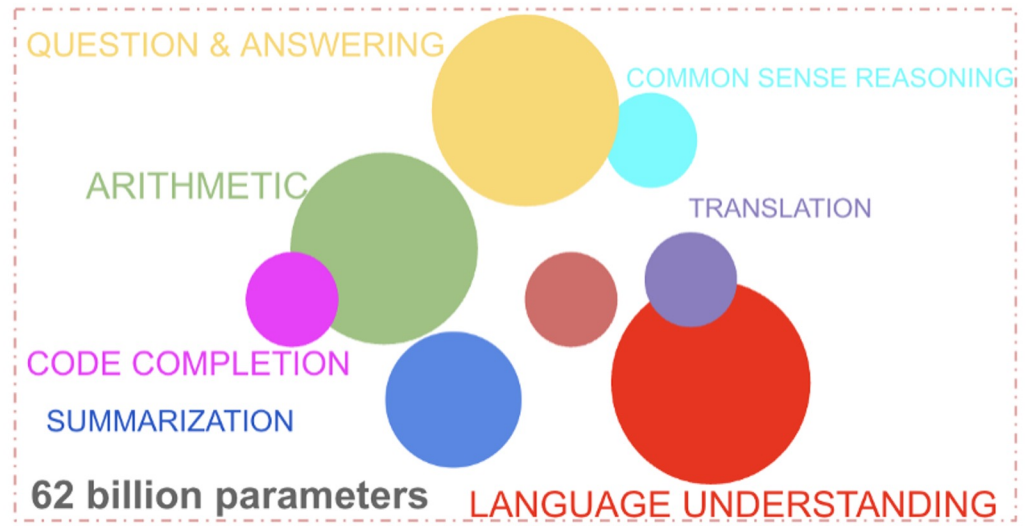 QUESTION & ANSWERING
COMMON SENSE REASONING
ARITHMETIC
TRANSLATION
CODE COMPLETION
SUMMARIZATION
62 billion parameters
LANGUAGE UNDERSTANDING